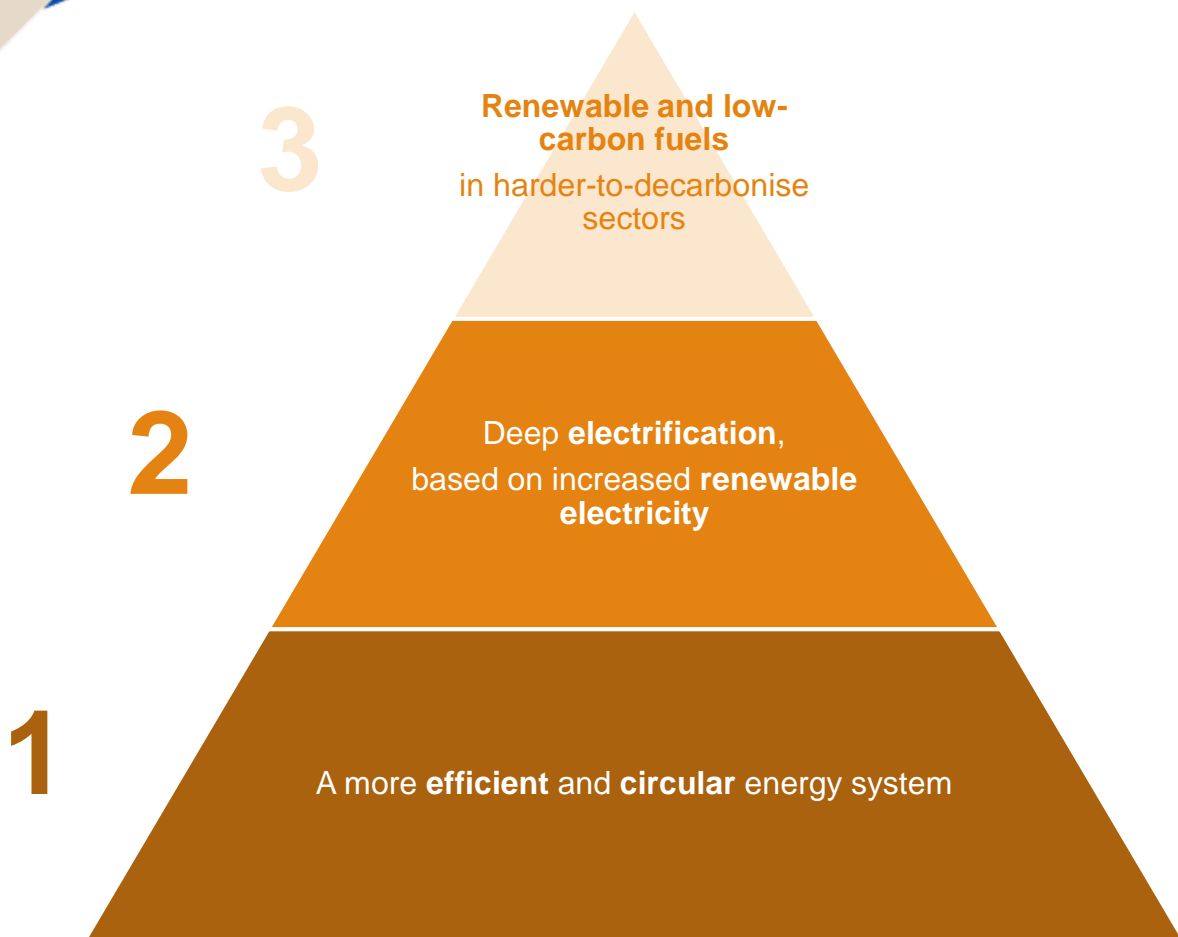 3
Renewable and low-
carbon fuels
in harder-to-decarbonise
sectors
2
Deep electrification,
based on increased renewable
electricity
1
A more efficient and circular energy system